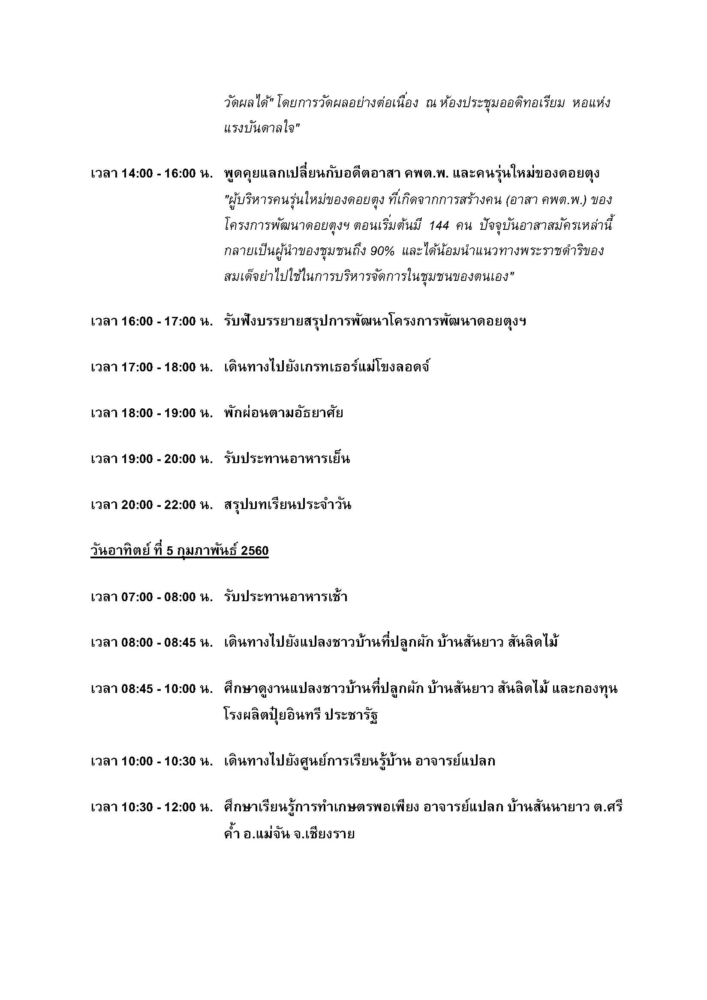 วัดผลได้" โดยการวัดผลอย่างต่อเนื่อง ณ ห้องประชุมออดิทอเรียม หอแห่ง
แรงบันดาลใจ"
เวลา 14:00 - 16:00 น. พูดคุยแลกเปลี่ยนกับอดีตอาสา คพต.พ. และคนรุ่นใหม่ของดอยตุง
"ผู้บริหารคนรุ่นใหม่ของดอยตุง ที่เกิดจากการสร้างคน (อาสา คพต.พ.) ของ
โครงการพัฒนาดอยตุงฯ ตอนเริ่มต้นมี 144 คน ปัจจุบันอาสาสมัครเหล่านี้
กลายเป็นผู้นำของชุมชนถึง 90% และได้น้อมนำแนวทางพระราชดำริของ
สมเด็จย่าไปใช้ในการบริหารจัดการในชุมชนของตนเอง"
เวลา 16:00 - 17:00 น. รับฟังบรรยายสรุปการพัฒนาโครงการพัฒนาดอยตุงฯ
เวลา 17:00 - 18:00 น. เดินทางไปยังเกรทเธอร์แม่โขงลอดจ์
เวลา 18:00 - 19:00 น. พักผ่อนตามอัธยาศัย
เวลา 19:00 - 20:00 น. รับประทานอาหารเย็น
เวลา 20:00 - 22:00 น. สรุปบทเรียนประจำวัน
วันอาทิตย์ ที่ 5 กุมภาพันธ์ 2560
เวลา 07:00 - 08:00 น. รับประทานอาหารเช้า
เวลา 08:00 - 08:45 น. เดินทางไปยังแปลงชาวบ้านที่ปลูกผัก บ้านสันยาว สันลิดไม้
เวลา 08:45 - 10:00 น. ศึกษาดูงานแปลงชาวบ้านที่ปลูกผัก บ้านสันยาว สันลิดไม้ และกองทุน
โรงผลิตปุ๋ยอินทรี ประชารัฐ
เวลา 10:00 - 10:30 น. เดินทางไปยังศูนย์การเรียนรู้บ้าน อาจารย์แปลก
เวลา 10:30 - 12:00 น. ศึกษาเรียนรู้การทำเกษตรพอเพียง อาจารย์แปลก บ้านสันนายาว ต.ศรี
ค้ำ อ.แม่จัน จ.เชียงราย